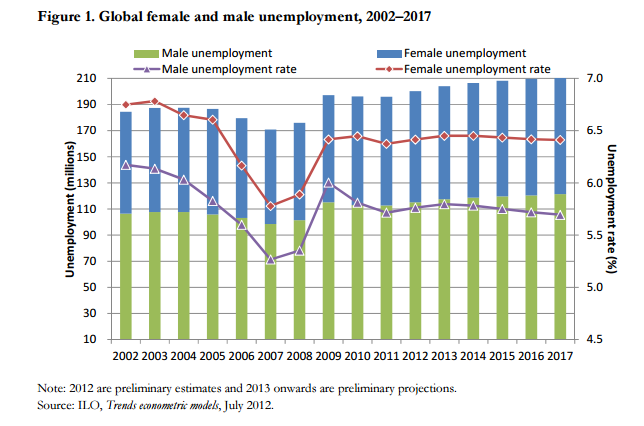 Figure 1. Global female and male unemployment, 2002–2017
Male unemployment
Female unemployment
Male unemployment rate
Female unemployment rate
210
190
170
150
130
110
90
70
50
30
10
Unemployment (millions)
7.0
6.5
6.0
5.5
5.0
4.5
Unemployment rate (%)
2002 2003 2004 2005 2006 2007 2008 2009 2010 2011 2012 2013 2014 2015 2016 2017
Note: 2012 are preliminary estimates and 2013 onwards are preliminary projections.
Source: ILO, Trends econometric models, July 2012.